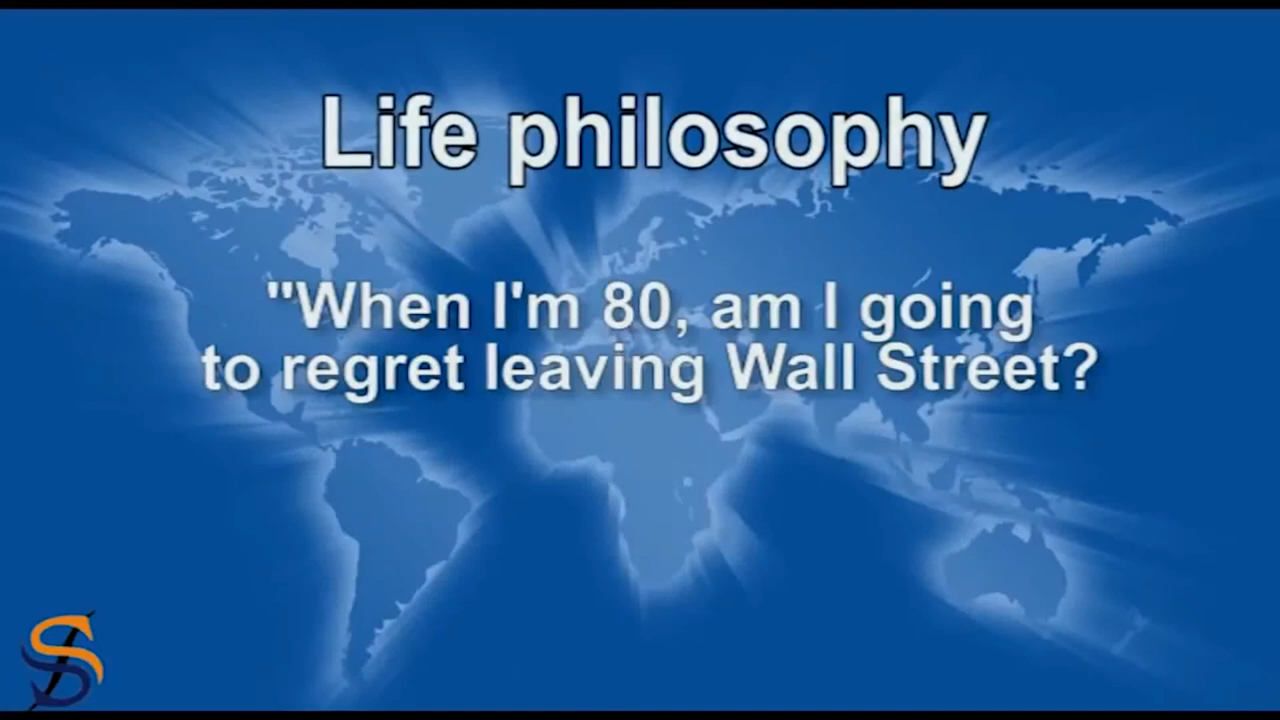 Life philosophy
"When I'm 80, am I going
to regret leaving Wall Street?